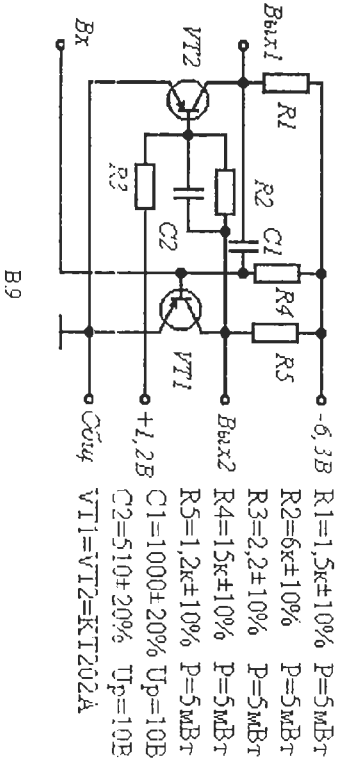 Вх
VT2
Вых1
R1
R2
R3
C2
C1
R4
VT1
R5
-6,3В
Вых2
+1,2В
Общ
R1=1,5к±10% P=5мВт
R2=6к±10% P=5мВт
R3=2,2±10% P=5мВт
R4=15к±10% P=5мВт
R5=1,2к±10% P=5мВт
C1=1000±20% Uр=10В
C2=510±20% Uр=10В
VT1=VT2=КТ202А
В.9